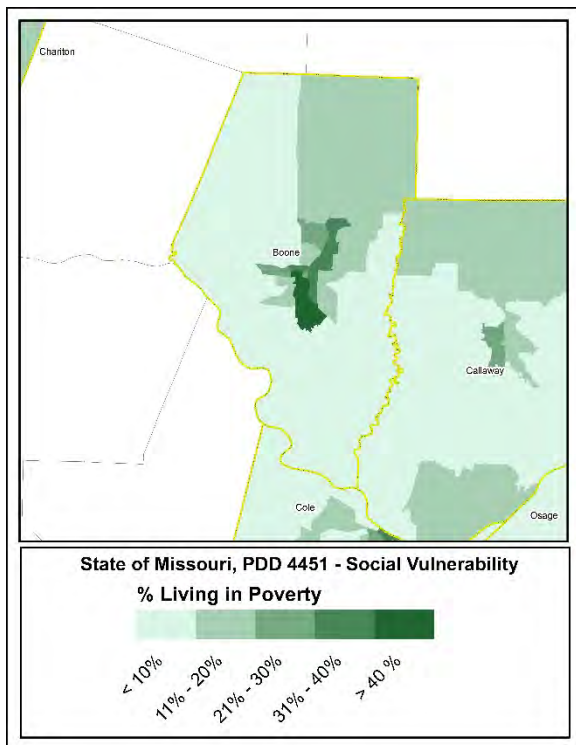 Chariton
Boone
Callaway
Cole
Osage
State of Missouri, PDD 4451 - Social Vulnerability
% Living in Poverty
< 10%
11% - 20%
21% - 30%
31% - 40%
> 40 %